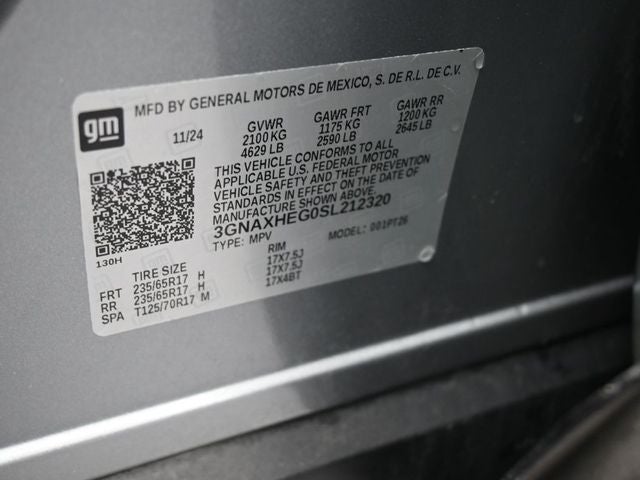 MFD BY GENERAL MOTORS DE MEXICO, S. DE R.L. DE C.V.
gm
11/24
GVWR
2100 KG
4629 LB
GAWR FRT
1175 KG
2590 LB
GAWR RR
1200 KG
2645 LB
THIS VEHICLE CONFORMS TO ALL
APPLICABLE U.S. FEDERAL MOTOR
VEHICLE SAFETY AND THEFT PREVENTION
STANDARDS IN EFFECT ON THE DATE OF
MANUFACTURE SHOWN ABOVE.
3GNAXHEG0SL212320
TYPE: MPV
MODEL: 001PT26
130H
TIRE SIZE
RIM
FRT 235/65R17 H 17X7.5J
RR 235/65R17 H 17X7.5J
SPA T125/70R17 M 17X4BT